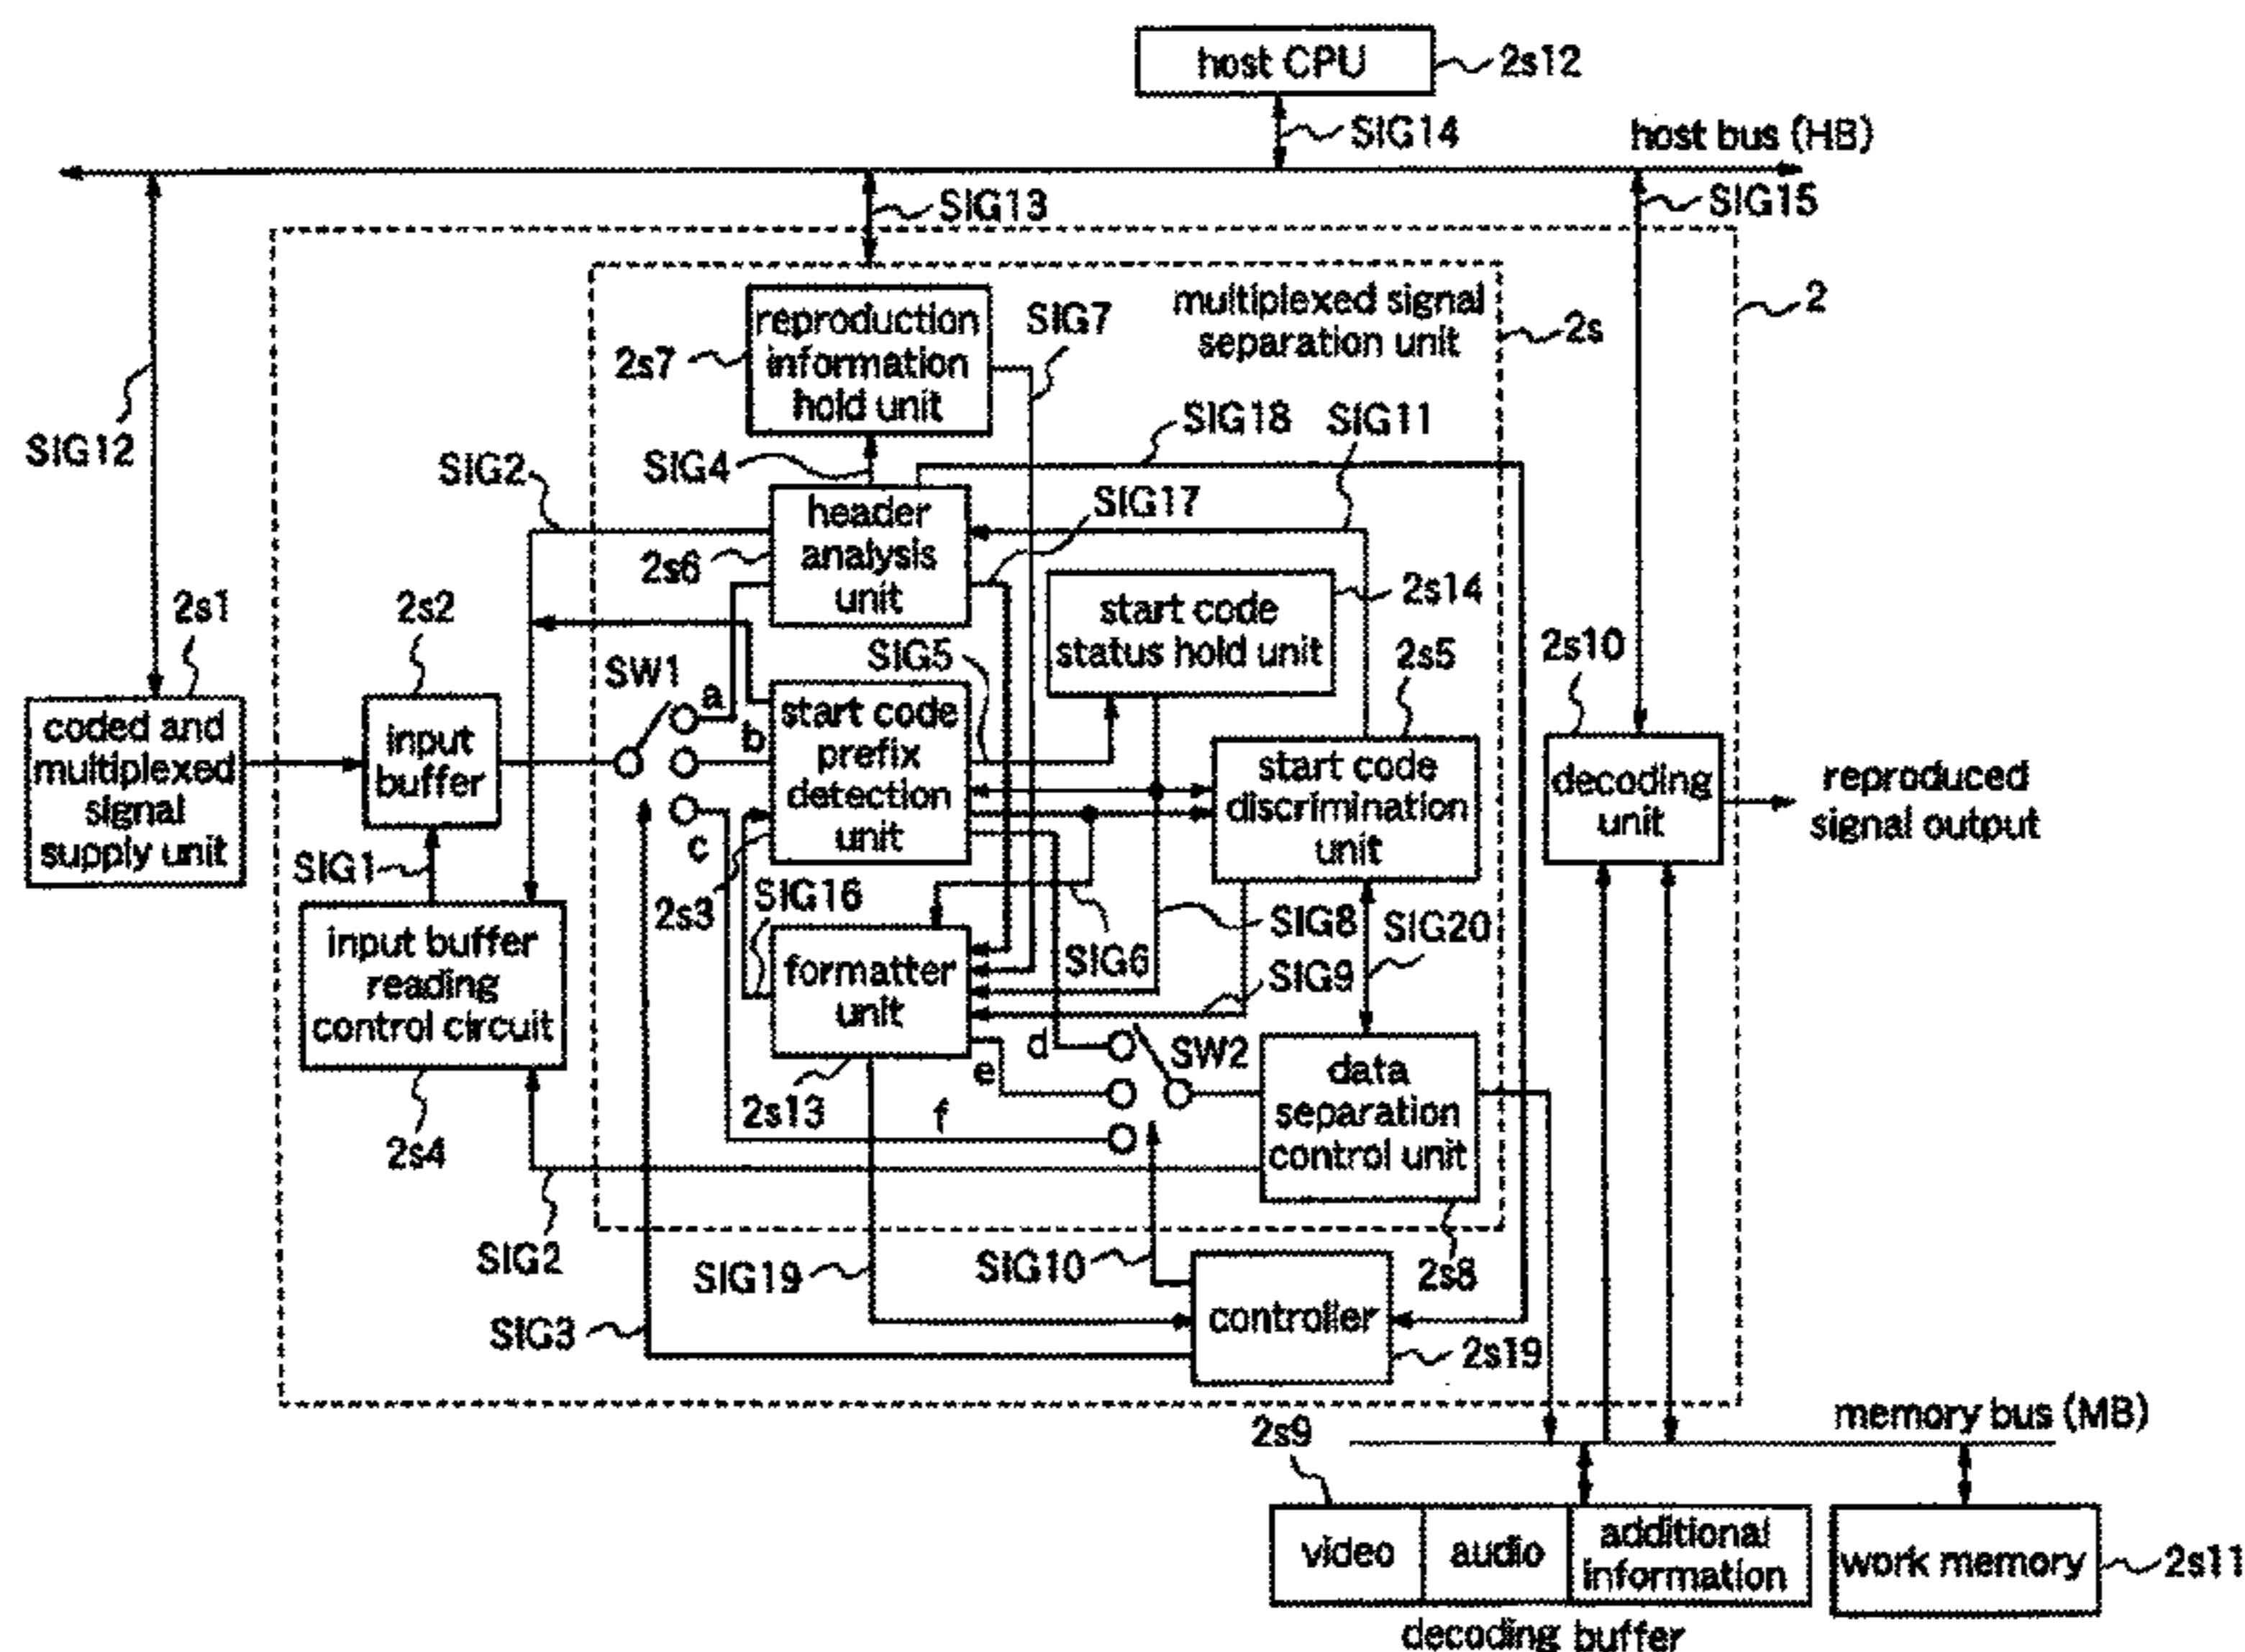 host CPU
2s12
SIG14
host bus (HB)
SIG13
SIG15
2
multiplexed signal
separation unit
2s
reproduction
information
hold unit
2s7
SIG7
SIG12
SIG4
SIG18
SIG11
SIG2
header
analysis
unit
2s6
SIG17
start code
status hold unit
2s14
2s1
2s2
SW1
a
b
c
SIG5
2s5
2s10
coded and
multiplexed
signal
supply unit
input
buffer
start code
prefix
detection
unit
start code
discrimination
unit
decoding
unit
reproduced
signal output
SIG1
2s3
SIG16
input buffer
reading
control circuit
2s4
formatter
unit
SIG6
SIG8
SIG20
SIG9
d
e
f
SW2
2s13
data
separation
control unit
2s8
SIG2
SIG19
SIG10
SIG3
controller
2s19
memory bus (MB)
2s9
video
audio
additional
information
work memory
2s11
decoding buffer